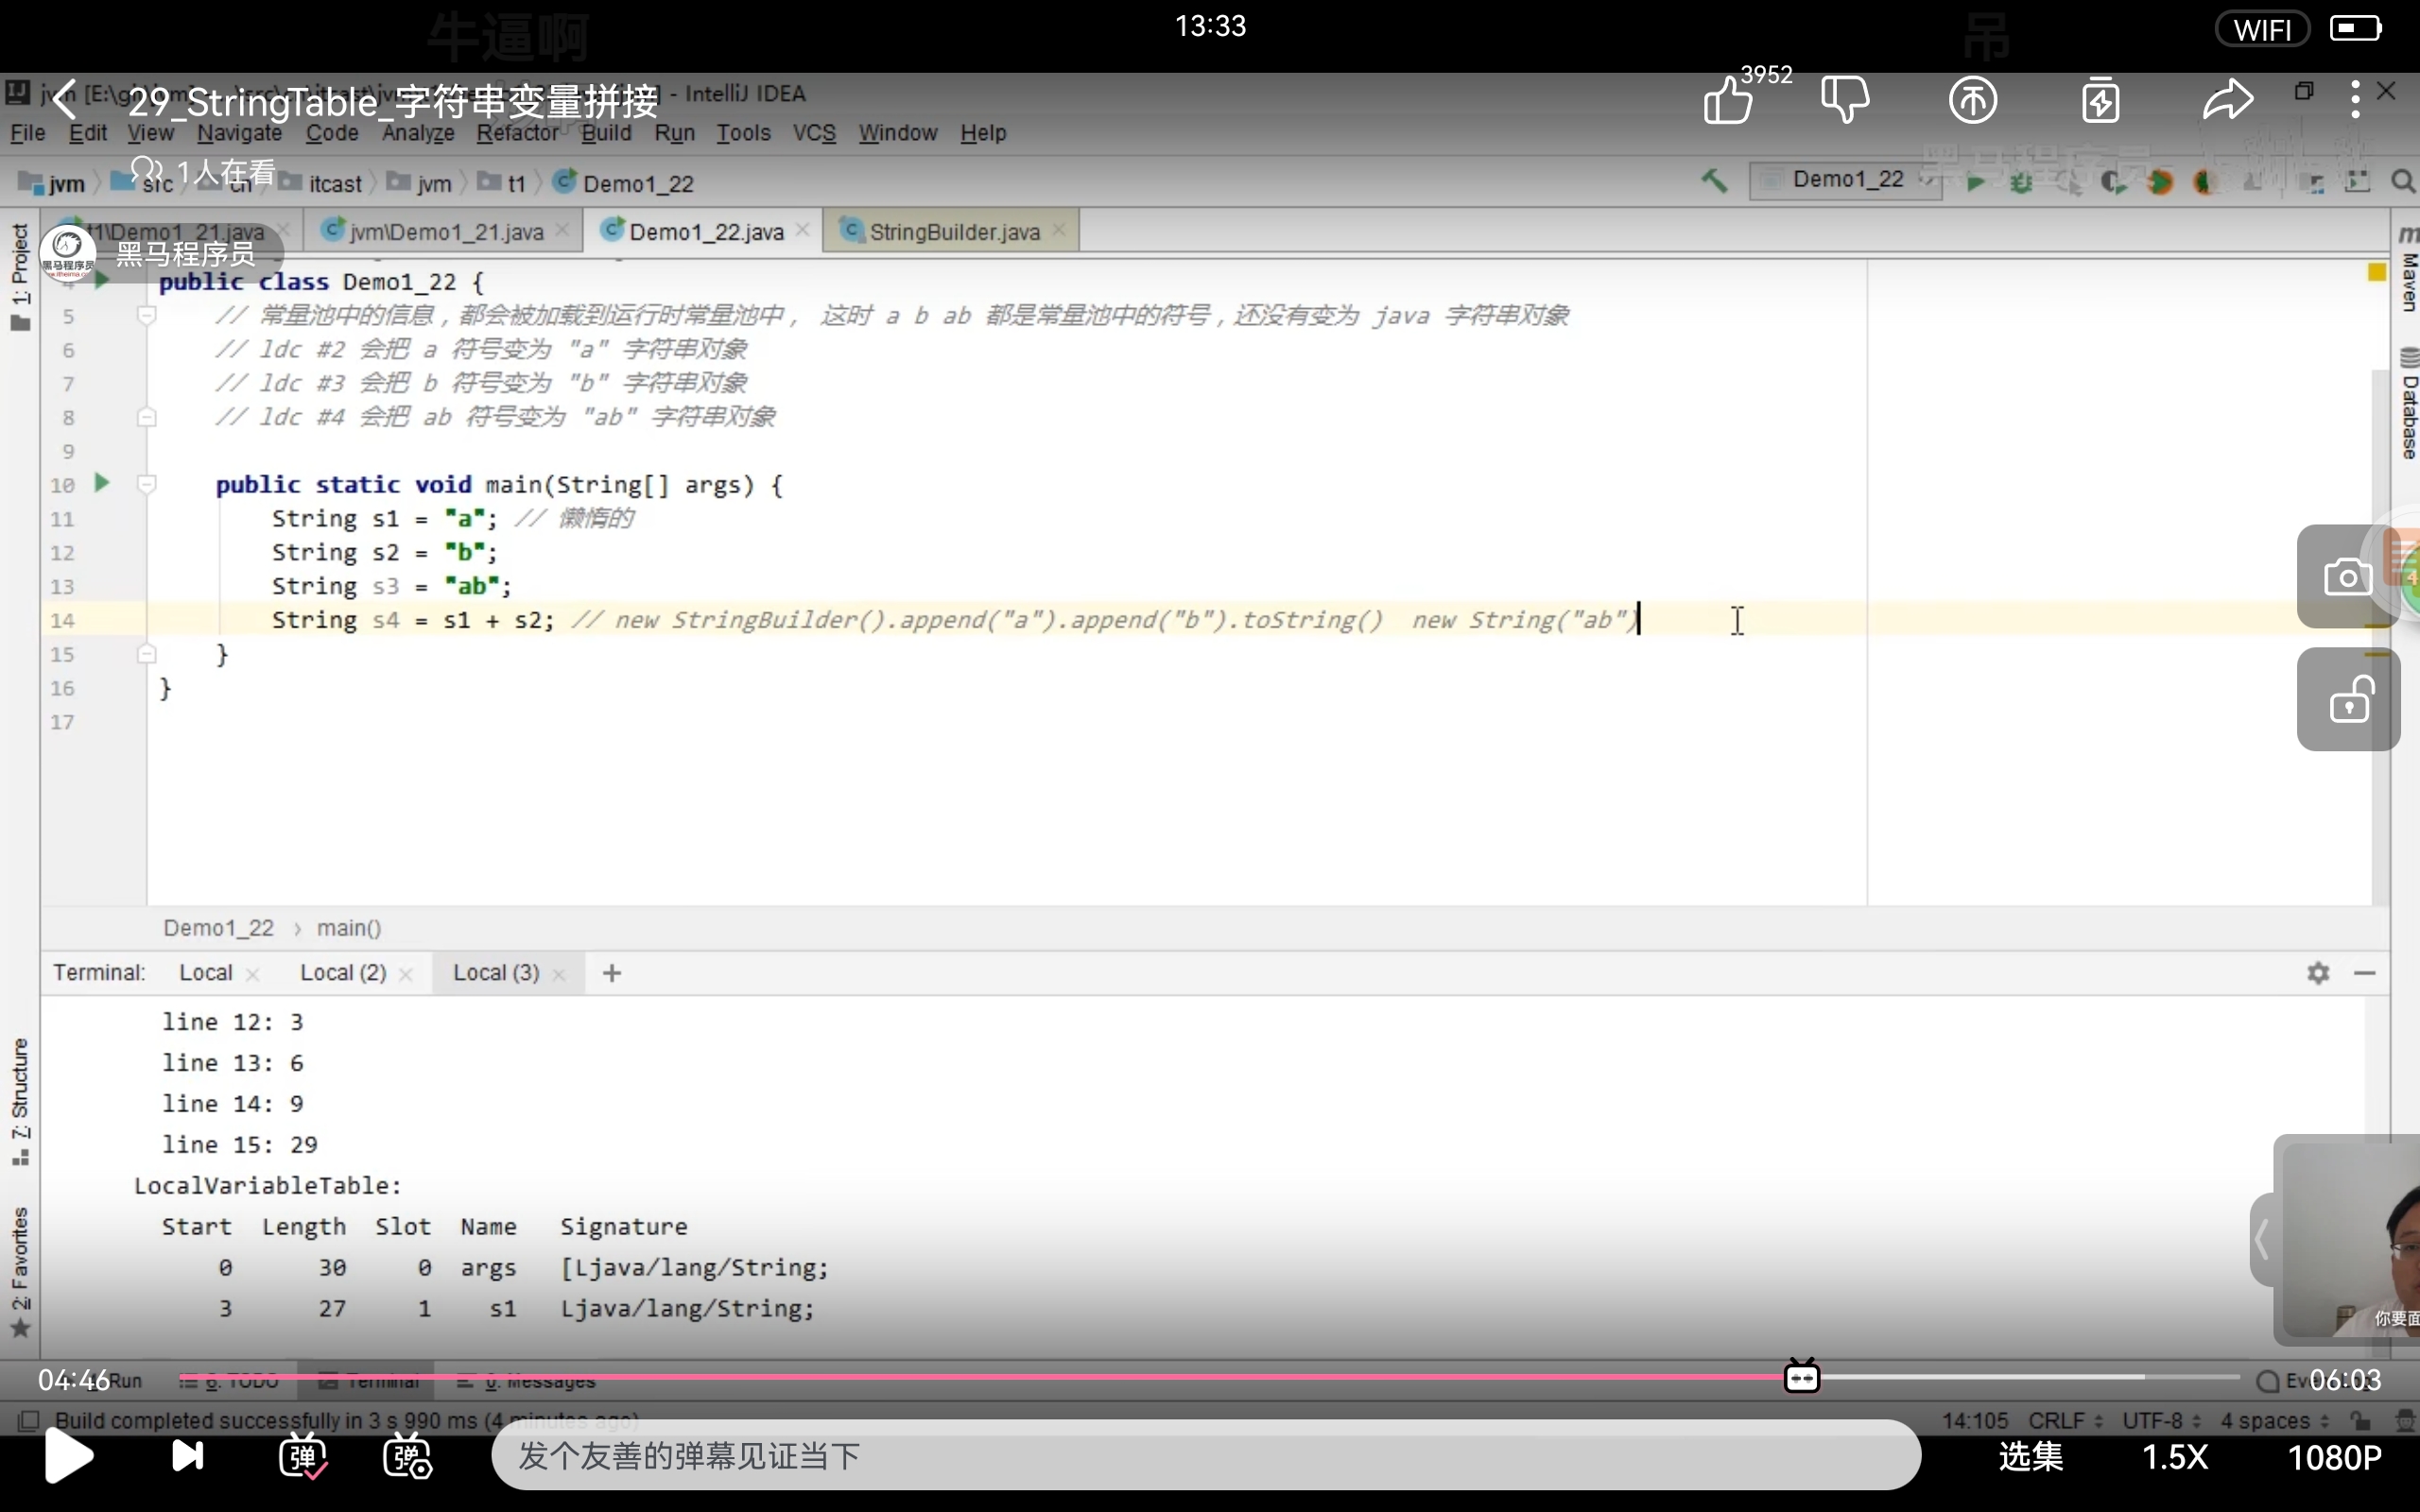 牛逼啊
13:33
吊
WIFI
29_StringTable_字符串变量拼接
- IntelliJ IDEA
3952
File Edit View Navigate Code Analyze Refactor Build Run Tools VCS Window Help
1人在看
黑马程序员
jvm src cn itcast jvm t1 Demo1_22
Demo1_22
t1\Demo1_21.java jvm\Demo1_21.java Demo1_22.java StringBuilder.java
黑马程序员
1: Project
Maven
Database
4 public class Demo1_22 {
5 // 常量池中的信息，都会被加载到运行时常量池中， 这时 a b ab 都是常量池中的符号，还没有变为 java 字符串对象
6 // ldc #2 会把 a 符号变为 "a" 字符串对象
7 // ldc #3 会把 b 符号变为 "b" 字符串对象
8 // ldc #4 会把 ab 符号变为 "ab" 字符串对象
9
10 public static void main(String[] args) {
11 String s1 = "a"; // 懒惰的
12 String s2 = "b";
13 String s3 = "ab";
14 String s4 = s1 + s2; // new StringBuilder().append("a").append("b").toString() new String("ab")
15 }
16 }
17
Demo1_22 › main()
Terminal: Local Local (2) Local (3) +
line 12: 3
line 13: 6
line 14: 9
line 15: 29
LocalVariableTable:
Start Length Slot Name Signature
0 30 0 args [Ljava/lang/String;
3 27 1 s1 Ljava/lang/String;
7: Structure
2: Favorites
你要面
04:46
Run 6: TODO Terminal 0: Messages
06:03
Build completed successfully in 3 s 990 ms (4 minutes ago)
14:105 CRLF UTF-8 4 spaces
弹 弹
发个友善的弹幕见证当下
选集 1.5X 1080P